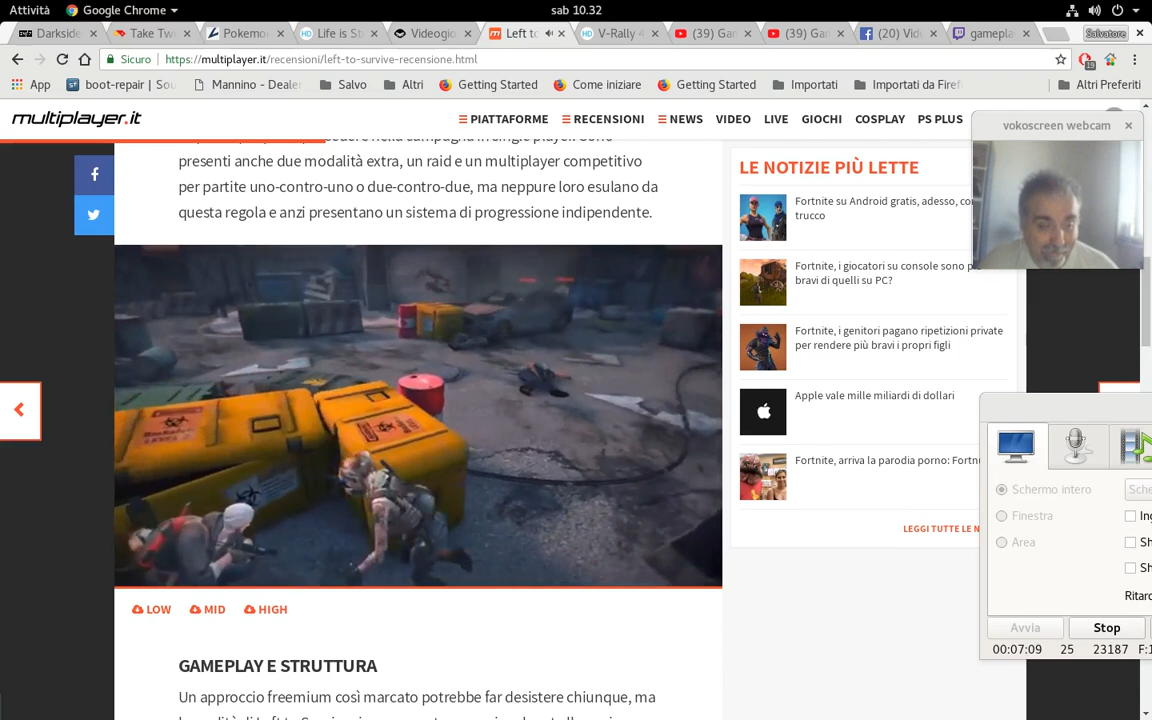 Attività Google Chrome sab 10.32
Darkside Take Tw Pokemo Life is St Videogio Left to V-Rally 4 (39) Gan (39) Gan (20) Vid gamepla Salvatore
Sicuro https://multiplayer.it/recensioni/left-to-survive-recensione.html
App boot-repair | Sou Mannino - Deale Salvo Altri Getting Started Come iniziare Getting Started Importati Importati da Firef Altri Preferiti
multiplayer.it PIATTAFORME RECENSIONI NEWS VIDEO LIVE GIOCHI COSPLAY PS PLUS
vokoscreen webcam
presenti anche due modalità extra, un raid e un multiplayer competitivo
per partite uno-contro-uno o due-contro-due, ma neppure loro esulano da
questa regola e anzi presentano un sistema di progressione indipendente.
LOW MID HIGH
GAMEPLAY E STRUTTURA
Un approccio freemium così marcato potrebbe far desistere chiunque, ma
LE NOTIZIE PIÙ LETTE
Fortnite su Android gratis, adesso, co
trucco
Fortnite, i giocatori su console sono pi
bravi di quelli su PC?
Fortnite, i genitori pagano ripetizioni private
per rendere più bravi i propri figli
Apple vale mille miliardi di dollari
Fortnite, arriva la parodia porno: Fortnu
LEGGI TUTTE LE N
Schermo intero Sche
Finestra Ing
Area Sh
Sh
Ritard
Avvia Stop
00:07:09 25 23187 F:1